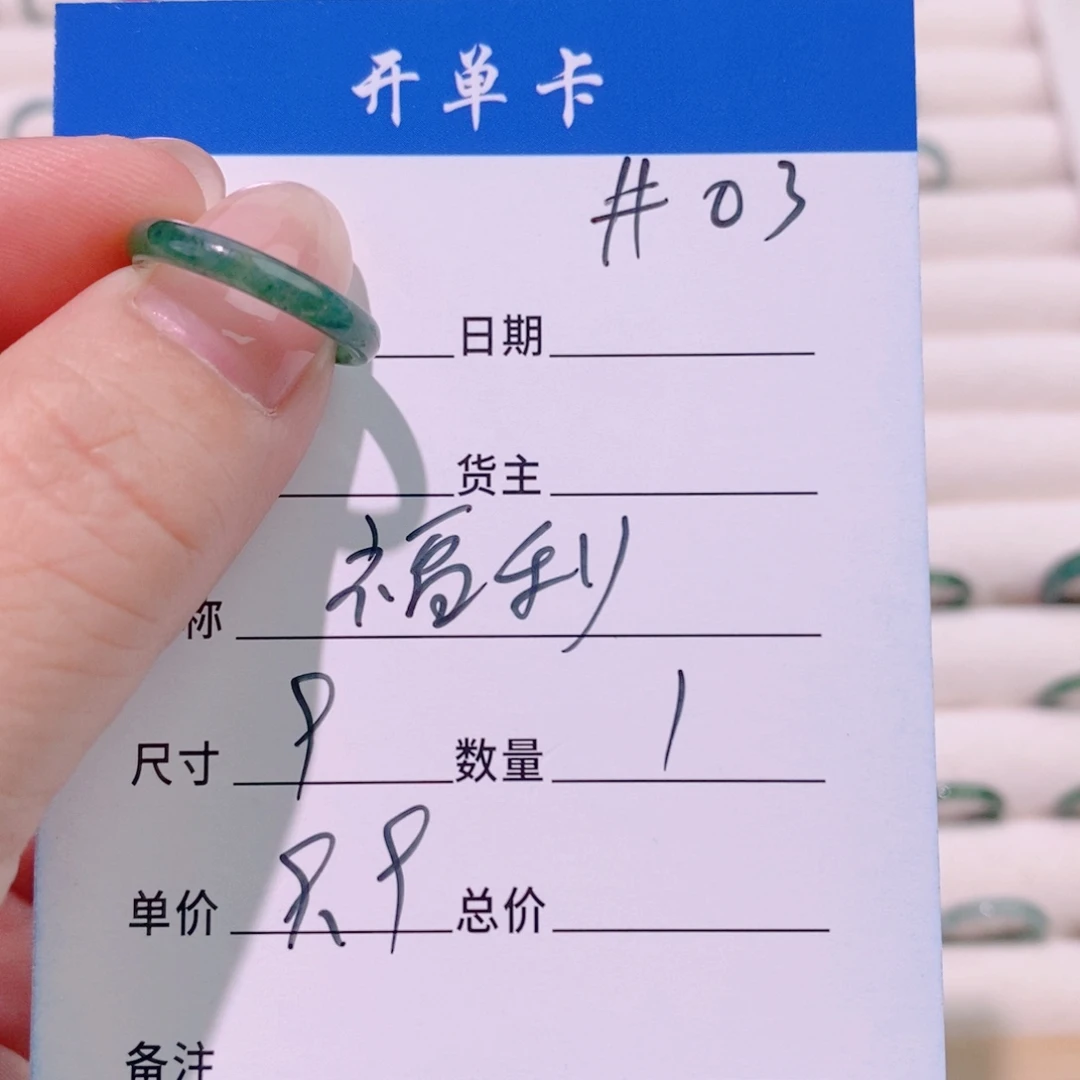 开单卡
#03
日期
货主
称 福利
尺寸 9 数量 1
单价 总价
备注